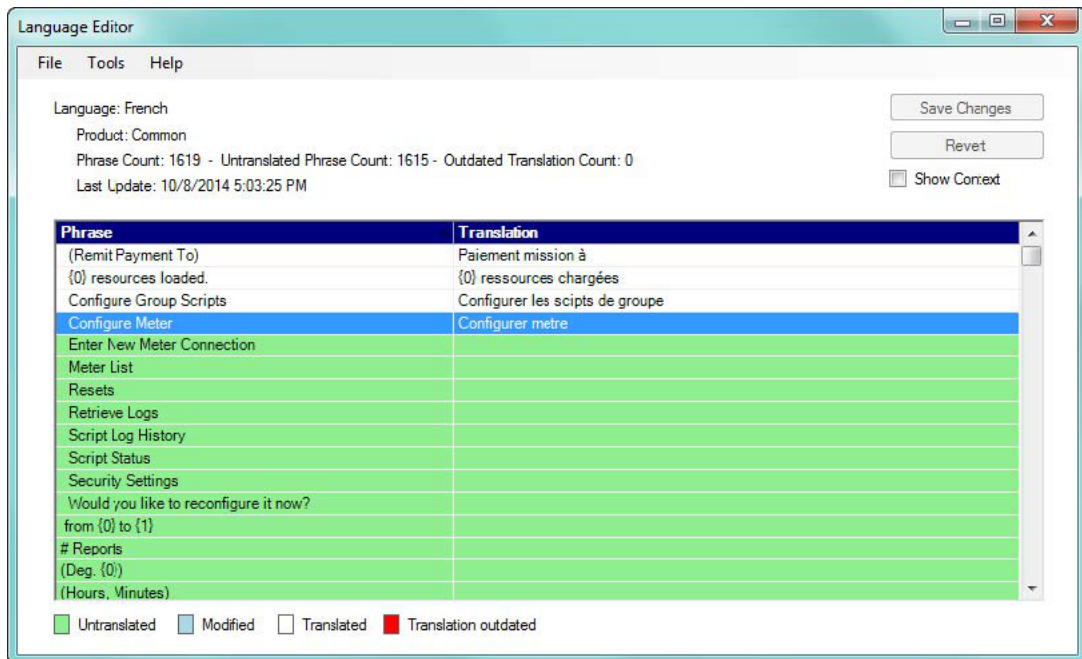 Language Editor
File Tools Help
Language: French
Product: Common
Phrase Count: 1619 - Untranslated Phrase Count: 1615 - Outdated Translation Count: 0
Last Update: 10/8/2014 5:03:25 PM
Save Changes
Revet
Show Context
Phrase Translation
(Remit Payment To) Paiement mission à
{0} resources loaded. {0} ressources chargées
Configure Group Scripts Configurer les scipts de groupe
Configure Meter Configurer metre
Enter New Meter Connection
Meter List
Resets
Retrieve Logs
Script Log History
Script Status
Security Settings
Would you like to reconfigure it now?
from {0} to {1}
# Reports
(Deg. {0})
(Hours, Minutes)
Untranslated Modified Translated Translation outdated